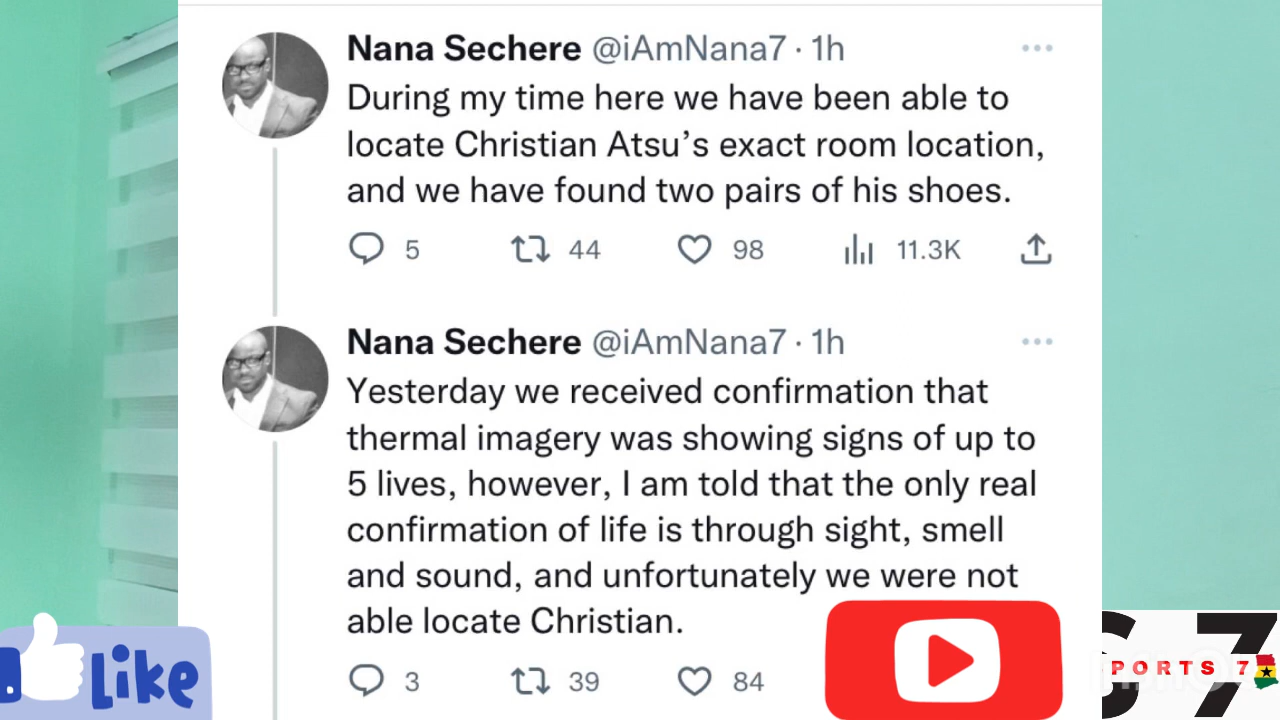 Nana Sechere @iAmNana7 · 1h
During my time here we have been able to
locate Christian Atsu’s exact room location,
and we have found two pairs of his shoes.
5 44 98 11.3K
Nana Sechere @iAmNana7 · 1h
Yesterday we received confirmation that
thermal imagery was showing signs of up to
5 lives, however, I am told that the only real
confirmation of life is through sight, smell
and sound, and unfortunately we were not
able locate Christian.
3 39 84
Like
S 7
PORTS 7